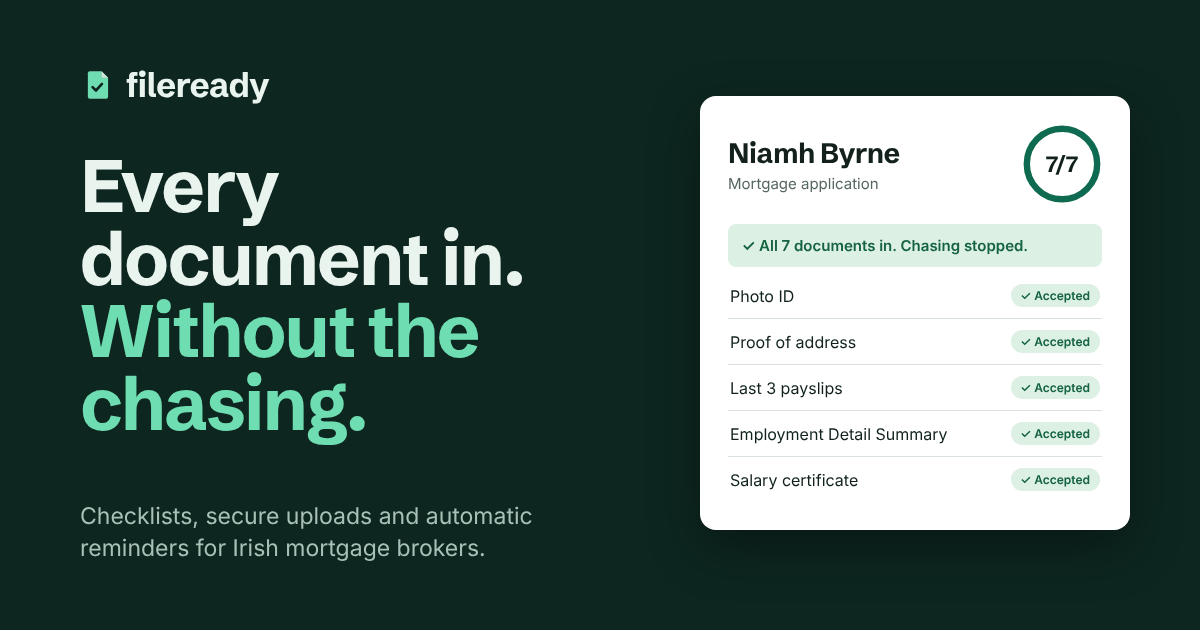 fileready
Every
document in.
Without the
chasing.
Checklists, secure uploads and automatic
reminders for Irish mortgage brokers.
Niamh Byrne
Mortgage application
7/7
✓ All 7 documents in. Chasing stopped.
Photo ID ✓ Accepted
Proof of address ✓ Accepted
Last 3 payslips ✓ Accepted
Employment Detail Summary ✓ Accepted
Salary certificate ✓ Accepted